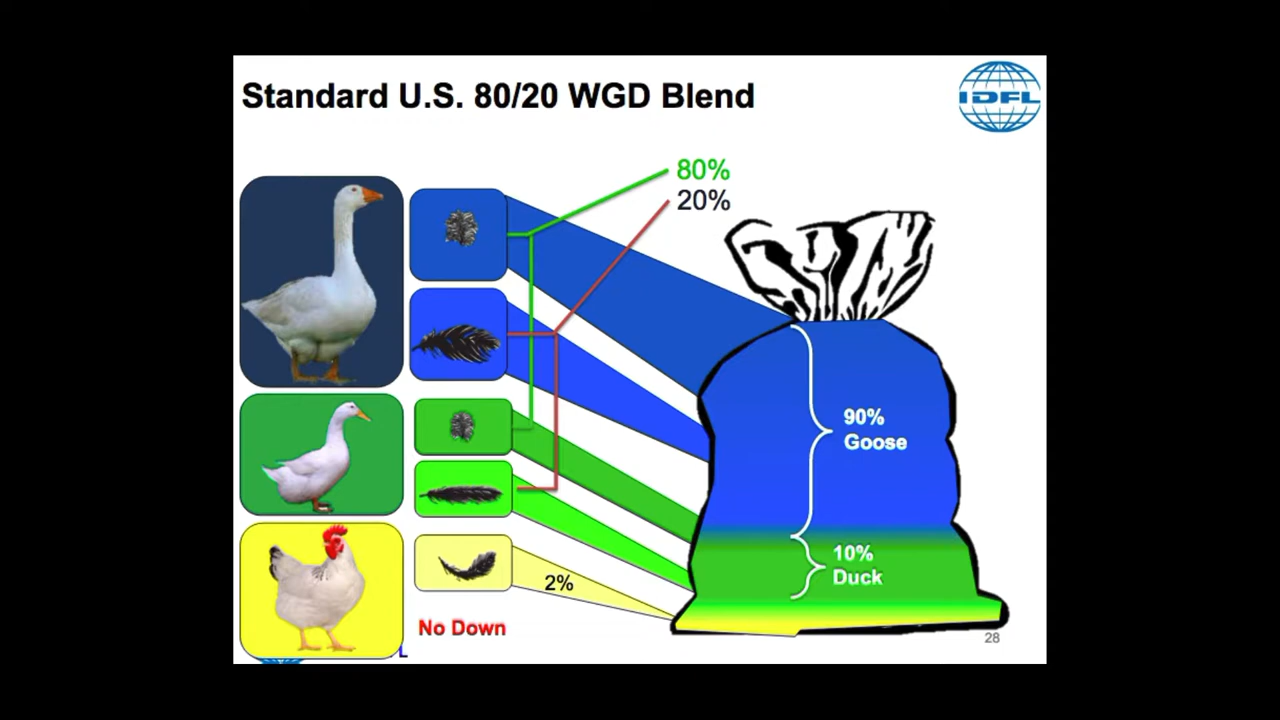 Standard U.S. 80/20 WGD Blend
IDFL
80%
20%
90%
Goose
10%
Duck
2%
No Down
L
28